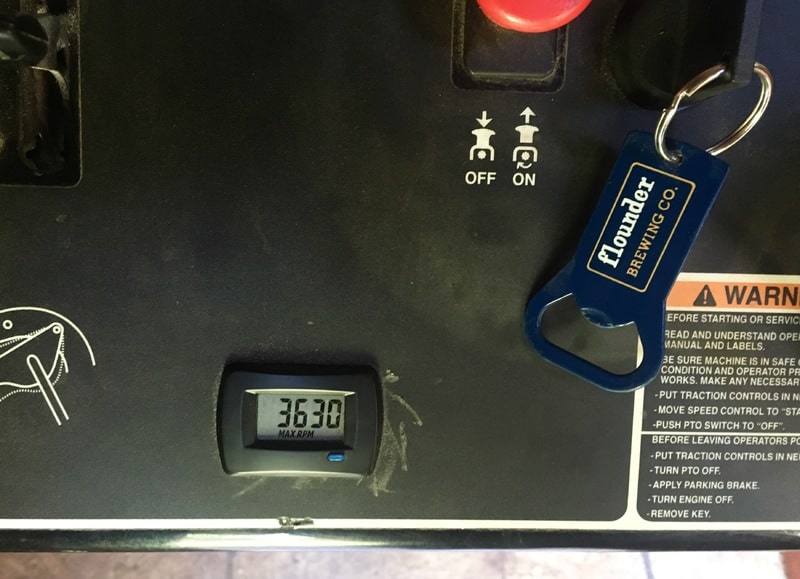 OFF ON
flounder
BREWING CO.
3630
MAX RPM
WARN
EFORE STARTING OR SERVIC
READ AND UNDERSTAND OPE
MANUAL AND LABELS.
BE SURE MACHINE IS IN SAFE
CONDITION AND OPERATOR PR
WORKS. MAKE ANY NECESSAR
-PUT TRACTION CONTROLS IN NE
-MOVE SPEED CONTROL TO "STA
-PUSH PTO SWITCH TO "OFF".
BEFORE LEAVING OPERATORS PO
-PUT TRACTION CONTROLS IN NE
-TURN PTO OFF.
-APPLY PARKING BRAKE.
-TURN ENGINE OFF.
-REMOVE KEY.